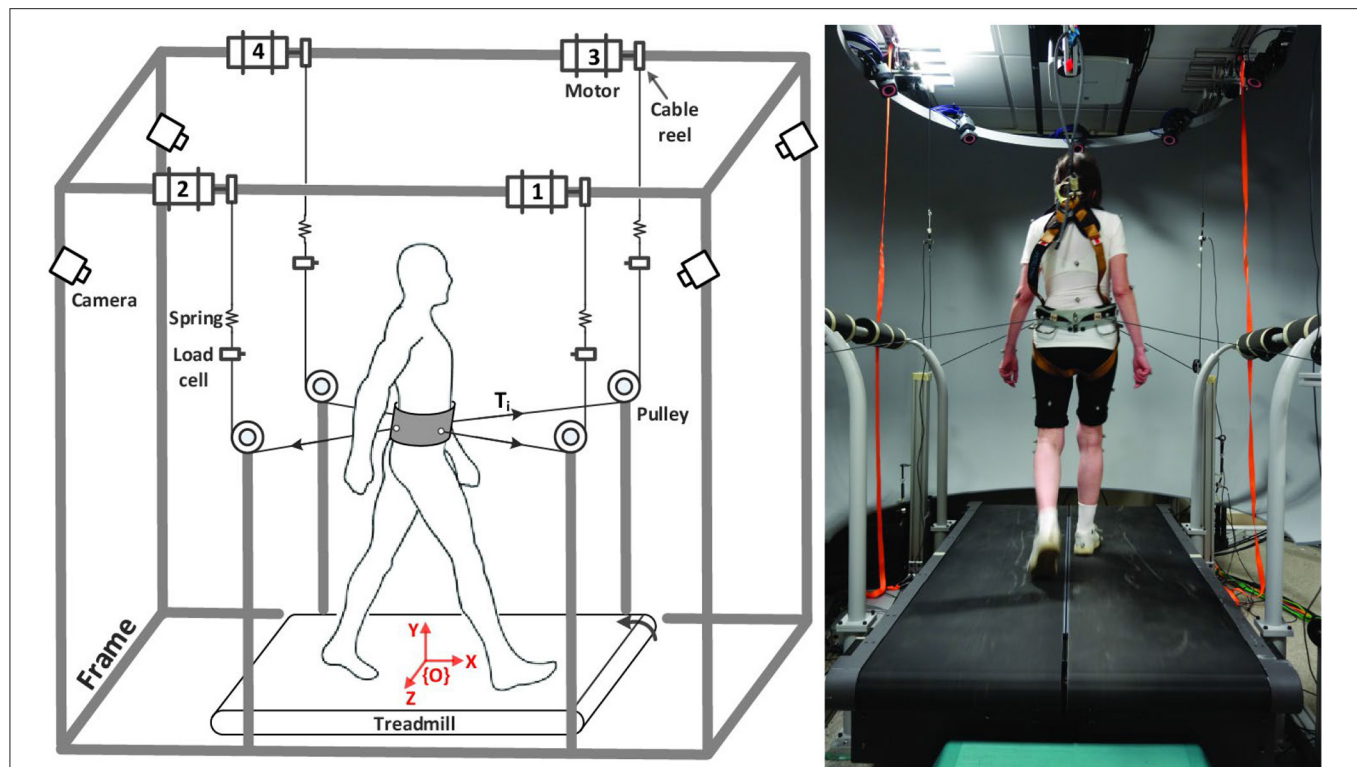 4
3
Motor
Cable
reel
2
1
Camera
Spring
Load
cell
Tᵢ
Pulley
Frame
Y
X
{O}
Z
Treadmill